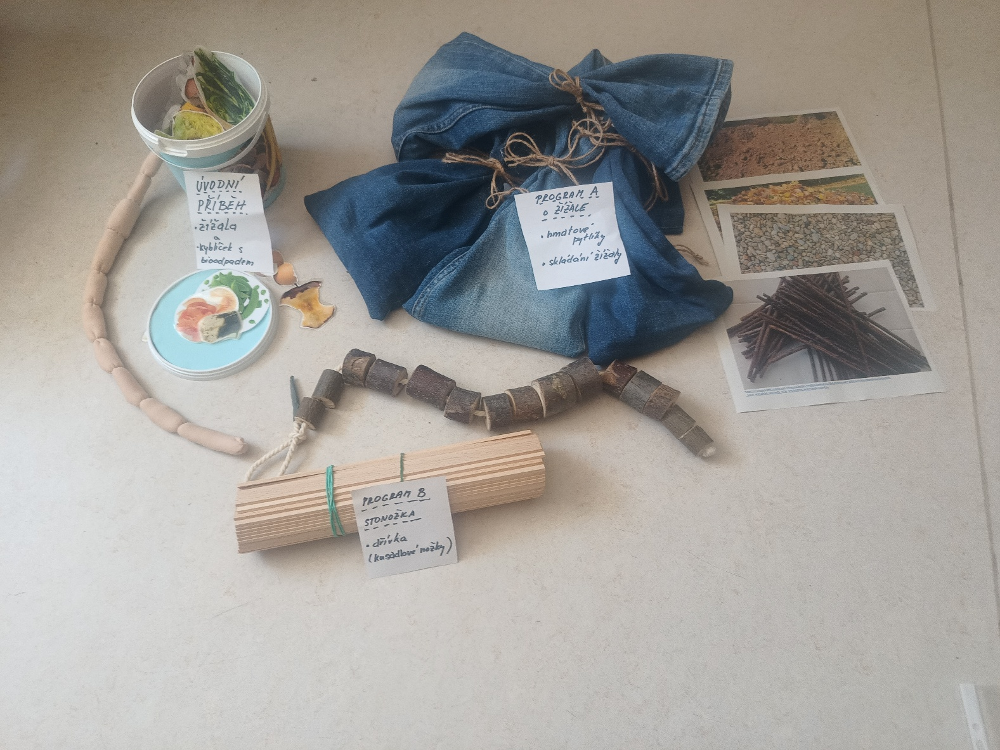 ÚVODNÍ
PŘÍBĚH
• žížala
a
• kyblíček s
bioodpadem
PROGRAM A
O ŽÍŽALE
• hmatové
pytlíky
• skládání žížaly
PROGRAM B
STONOŽKA
• dřívka
(kusadlové nožky)